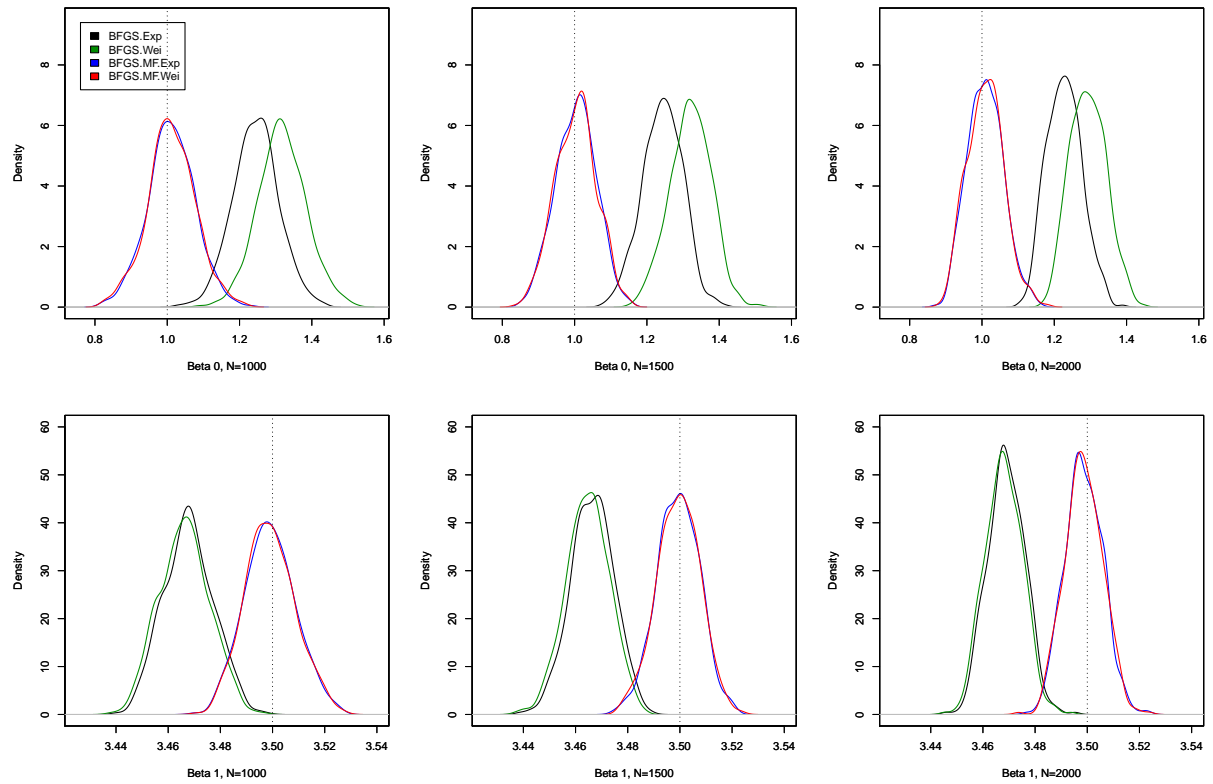 BFGS.Exp
BFGS.Wei
BFGS.MF.Exp
BFGS.MF.Wei
Density
0 2 4 6 8
0.8 1.0 1.2 1.4 1.6
Beta 0, N=1000
Density
0 2 4 6 8
0.8 1.0 1.2 1.4 1.6
Beta 0, N=1500
Density
0 2 4 6 8
0.8 1.0 1.2 1.4 1.6
Beta 0, N=2000
Density
0 10 20 30 40 50 60
3.44 3.46 3.48 3.50 3.52 3.54
Beta 1, N=1000
Density
0 10 20 30 40 50 60
3.44 3.46 3.48 3.50 3.52 3.54
Beta 1, N=1500
Density
0 10 20 30 40 50 60
3.44 3.46 3.48 3.50 3.52 3.54
Beta 1, N=2000